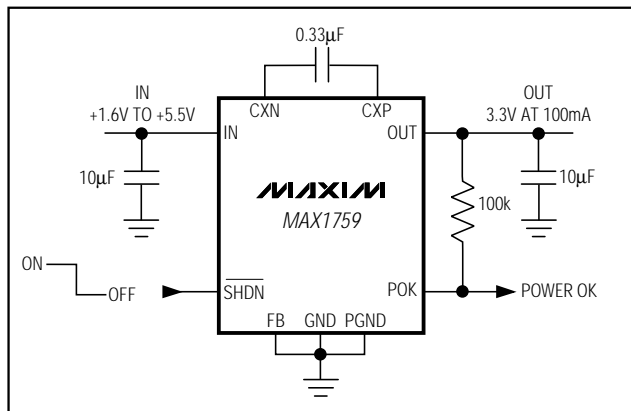 0.33µF
IN
+1.6V TO +5.5V
CXN
CXP
OUT
3.3V AT 100mA
IN
OUT
10µF
MAXIM
MAX1759
100k
10µF
ON
OFF
SHDN
POK
POWER OK
FB
GND
PGND